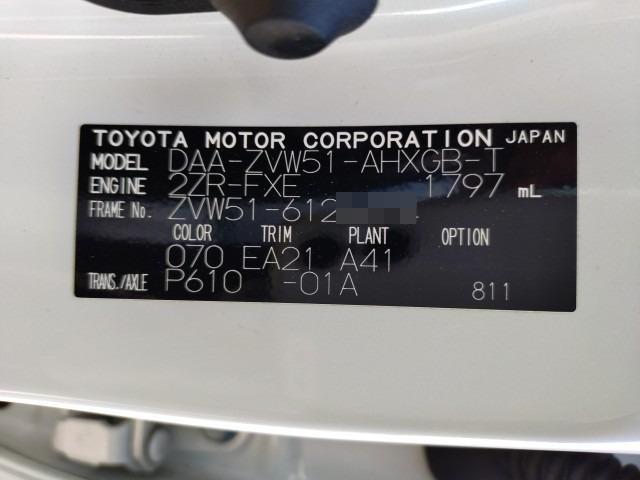 TOYOTA MOTOR CORPORATION JAPAN
MODEL DAA-ZVW51-AHXGB-T
ENGINE 2ZR-FXE 1797 mL
FRAME No. ZVW51-612
COLOR TRIM PLANT OPTION
070 EA21 A41
TRANS./AXLE P610 -01A 811